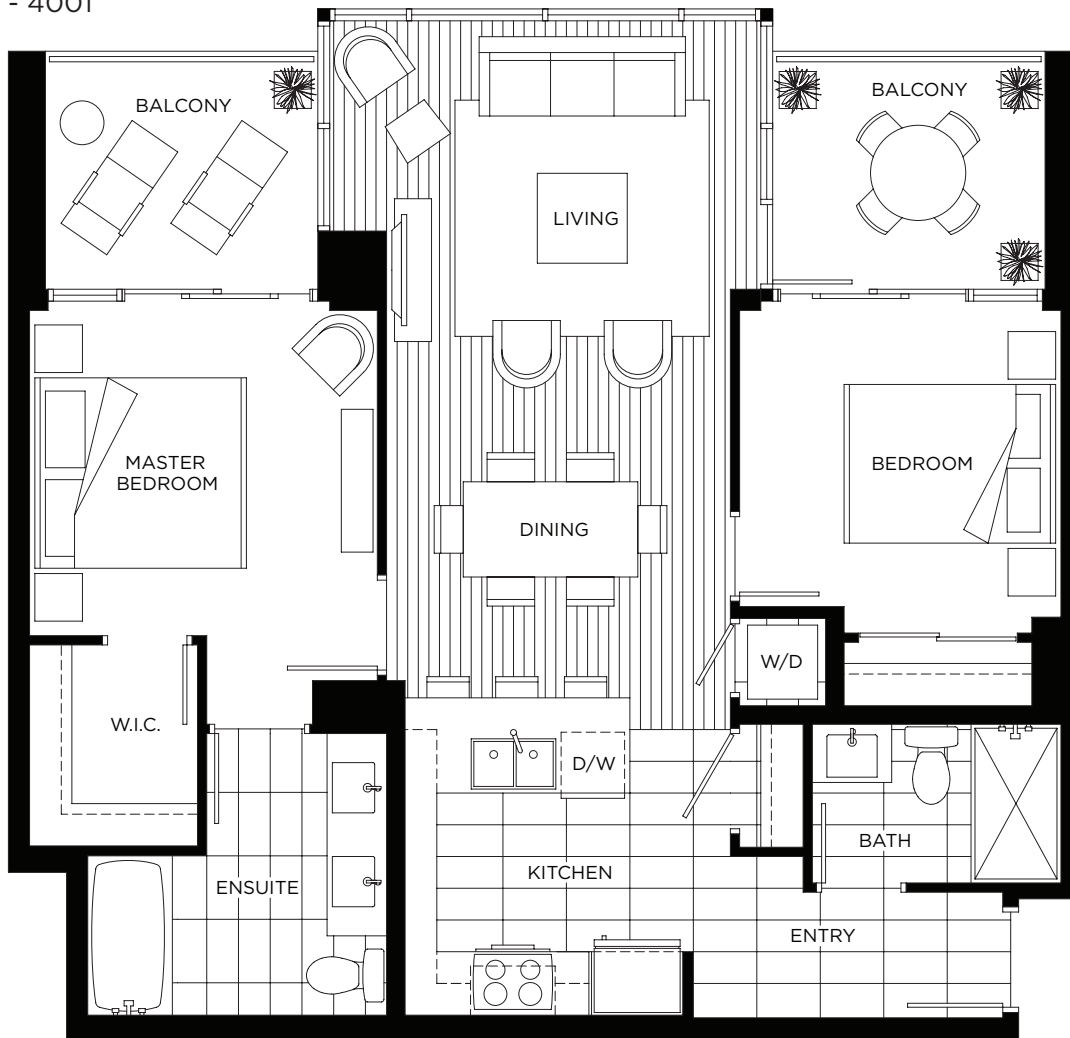 - 4001
BALCONY
BALCONY
LIVING
MASTER
BEDROOM
BEDROOM
DINING
W/D
W.I.C.
D/W
BATH
KITCHEN
ENSUITE
ENTRY